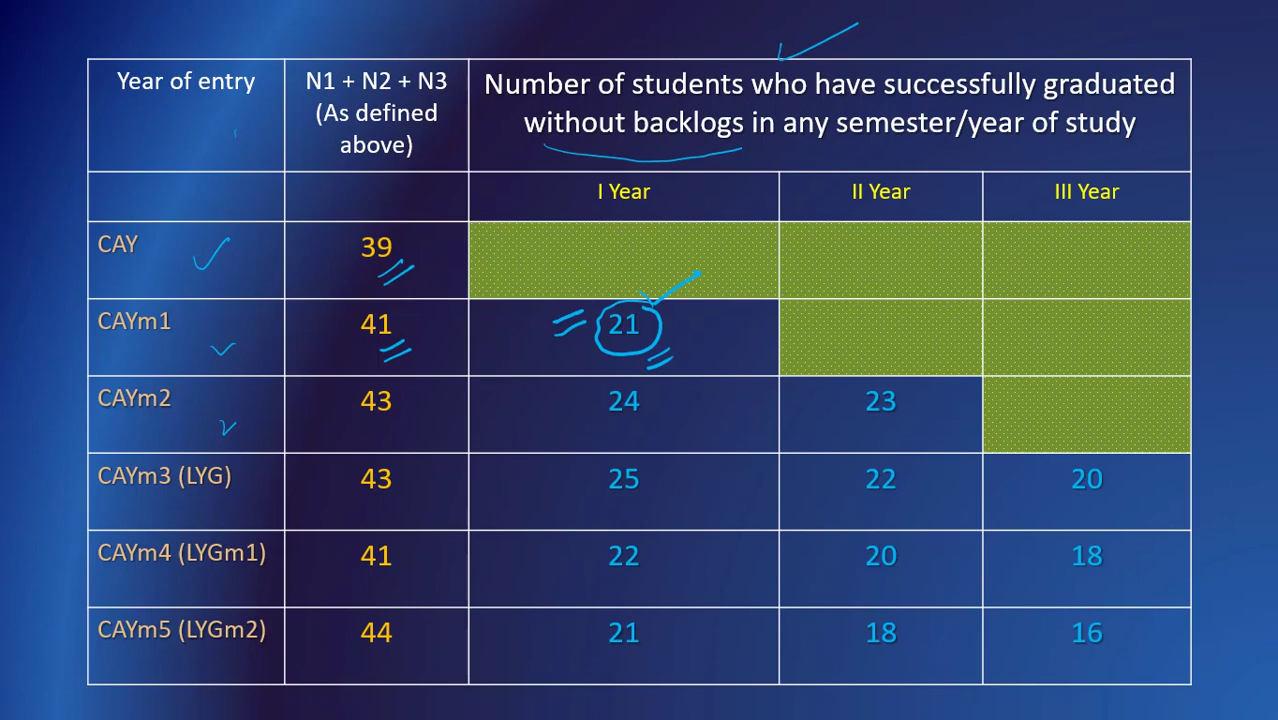 Year of entry
N1 + N2 + N3
(As defined
above)
Number of students who have successfully graduated
without backlogs in any semester/year of study
I Year
II Year
III Year
CAY
39
CAYm1
41
21
CAYm2
43
24
23
CAYm3 (LYG)
43
25
22
20
CAYm4 (LYGm1)
41
22
20
18
CAYm5 (LYGm2)
44
21
18
16